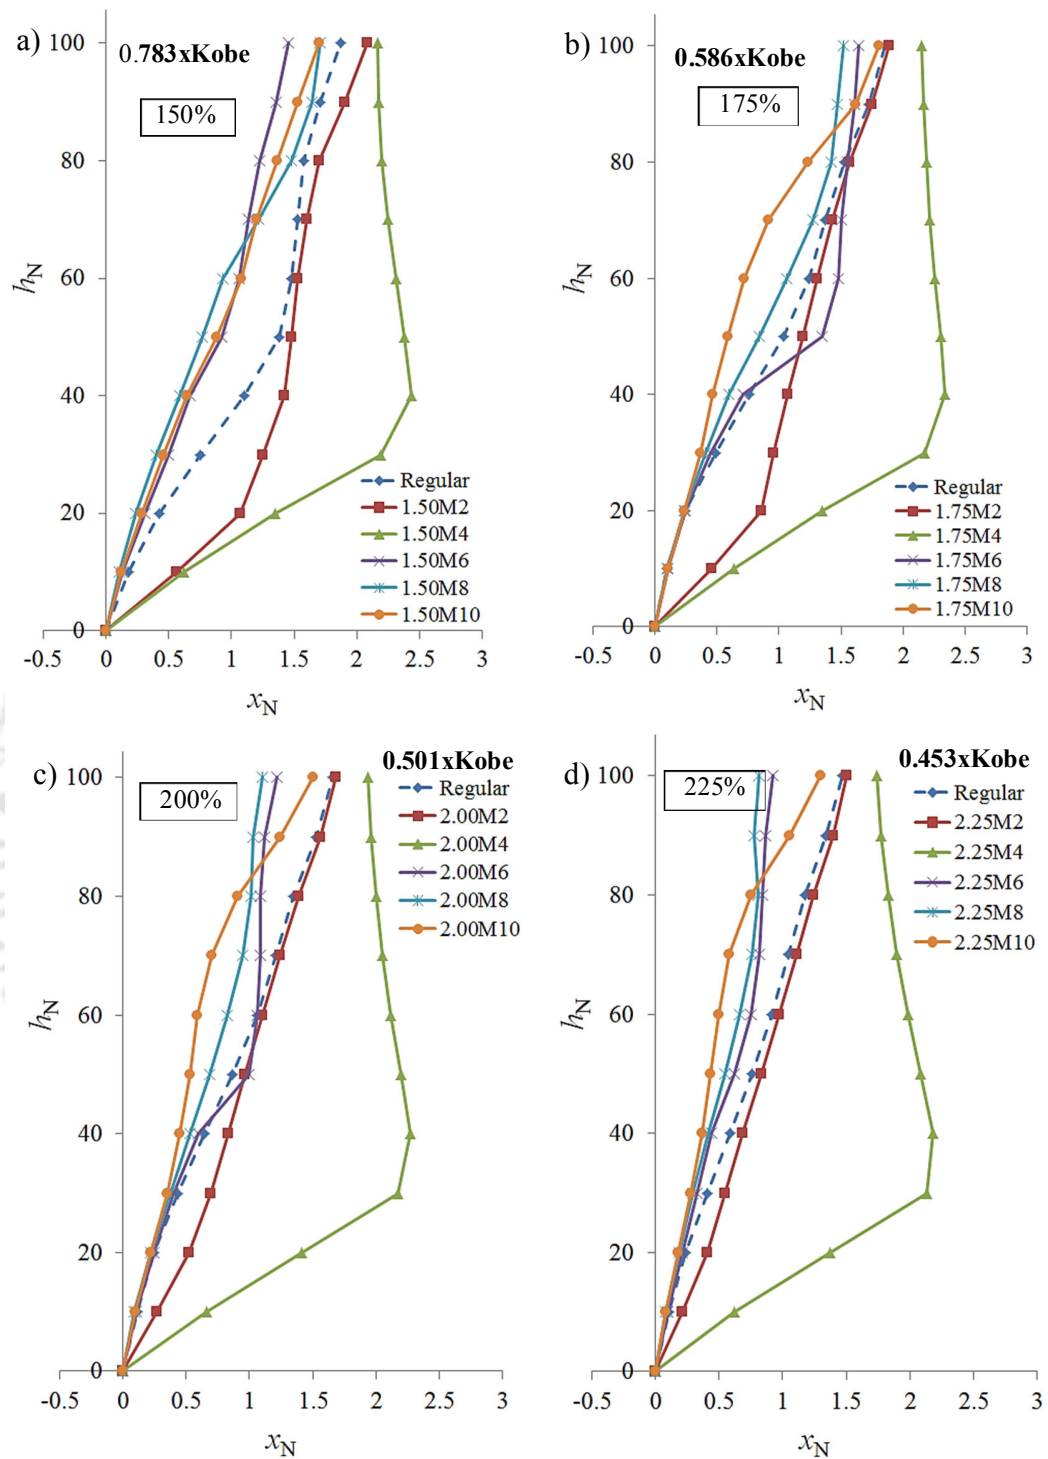 a)
0.783xKobe
150%
100
80
60
40
20
0
h_N
-0.5 0 0.5 1 1.5 2 2.5 3
x_N
Regular
1.50M2
1.50M4
1.50M6
1.50M8
1.50M10
b)
0.586xKobe
175%
100
80
60
40
20
0
h_N
-0.5 0 0.5 1 1.5 2 2.5 3
x_N
Regular
1.75M2
1.75M4
1.75M6
1.75M8
1.75M10
c)
0.501xKobe
200%
100
80
60
40
20
0
h_N
-0.5 0 0.5 1 1.5 2 2.5 3
x_N
Regular
2.00M2
2.00M4
2.00M6
2.00M8
2.00M10
d)
0.453xKobe
225%
100
80
60
40
20
0
h_N
-0.5 0 0.5 1 1.5 2 2.5 3
x_N
Regular
2.25M2
2.25M4
2.25M6
2.25M8
2.25M10